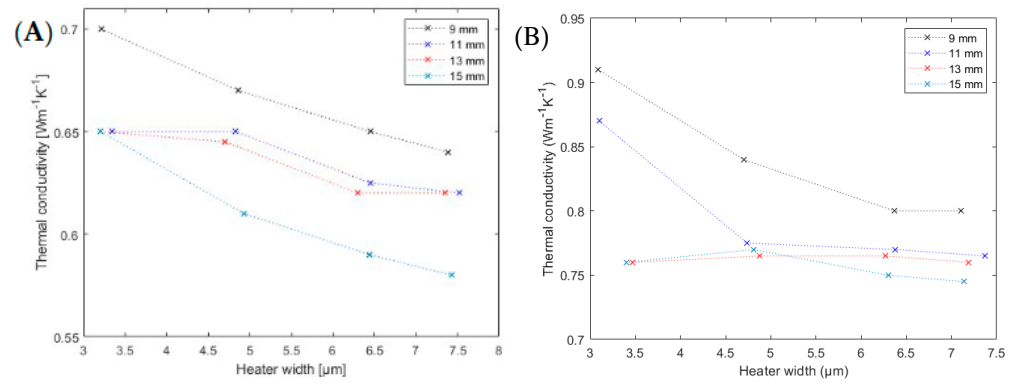 (A)
0.7
0.65
0.6
0.55
Thermal conductivity [Wm⁻¹K⁻¹]
3 3.5 4 4.5 5 5.5 6 6.5 7 7.5 8
Heater width [μm]
9 mm
11 mm
13 mm
15 mm
(B)
0.95
0.9
0.85
0.8
0.75
0.7
Thermal conductivity (Wm⁻¹K⁻¹)
3 3.5 4 4.5 5 5.5 6 6.5 7 7.5
Heater width (μm)
9 mm
11 mm
13 mm
15 mm